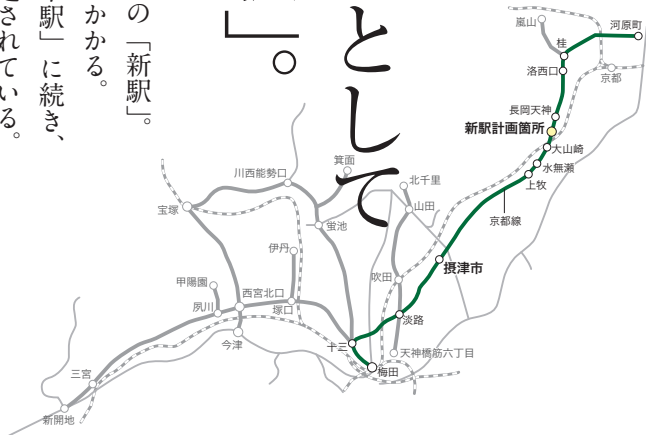 として
」。
の「新駅」。
かかる。
駅」に続き、
されている。
嵐山
河原町
桂
洛西口
京都
長岡天神
新駅計画箇所
大山崎
水無瀬
上牧
京都線
箕面
北千里
川西能勢口
山田
宝塚
蛍池
伊丹
摂津市
吹田
甲陽園
西宮北口
夙川
塚口
淡路
今津
十三
天神橋筋六丁目
梅田
三宮
新開地